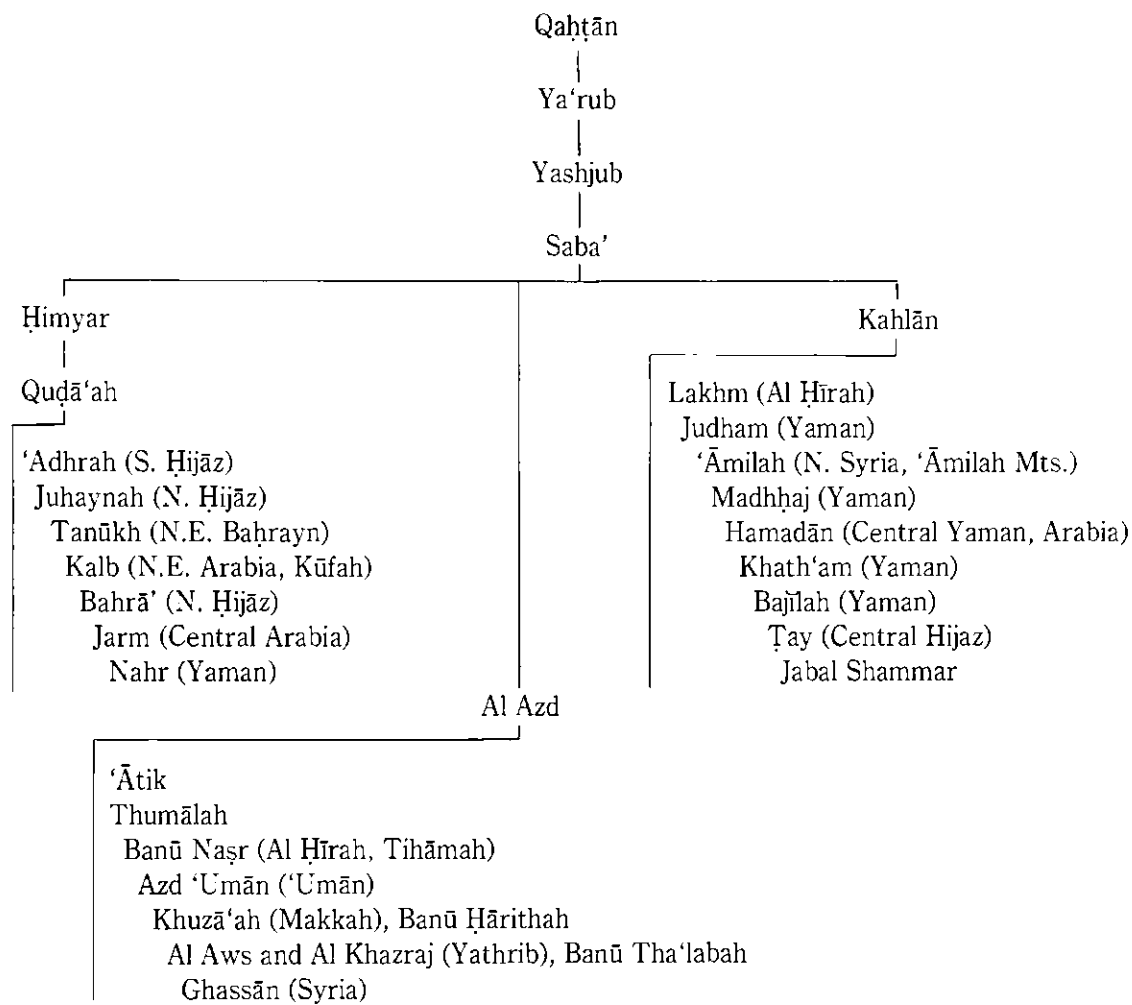 Qaḥṭān
Ya‘rub
Yashjub
Saba’
Ḥimyar
Quḍā‘ah
‘Adhrah (S. Ḥijāz)
Juhaynah (N. Ḥijāz)
Tanūkh (N.E. Baḥrayn)
Kalb (N.E. Arabia, Kūfah)
Bahrā’ (N. Ḥijāz)
Jarm (Central Arabia)
Nahr (Yaman)
Kahlān
Lakhm (Al Ḥīrah)
Judham (Yaman)
‘Āmilah (N. Syria, ‘Āmilah Mts.)
Madhḥaj (Yaman)
Hamadān (Central Yaman, Arabia)
Khath‘am (Yaman)
Bajīlah (Yaman)
Ṭay (Central Hijaz)
Jabal Shammar
Al Azd
‘Ātik
Thumālah
Banū Naṣr (Al Ḥīrah, Tihāmah)
Azd ‘Umān (‘Umān)
Khuzā‘ah (Makkah), Banū Ḥārithah
Al Aws and Al Khazraj (Yathrib), Banū Tha‘labah
Ghassān (Syria)